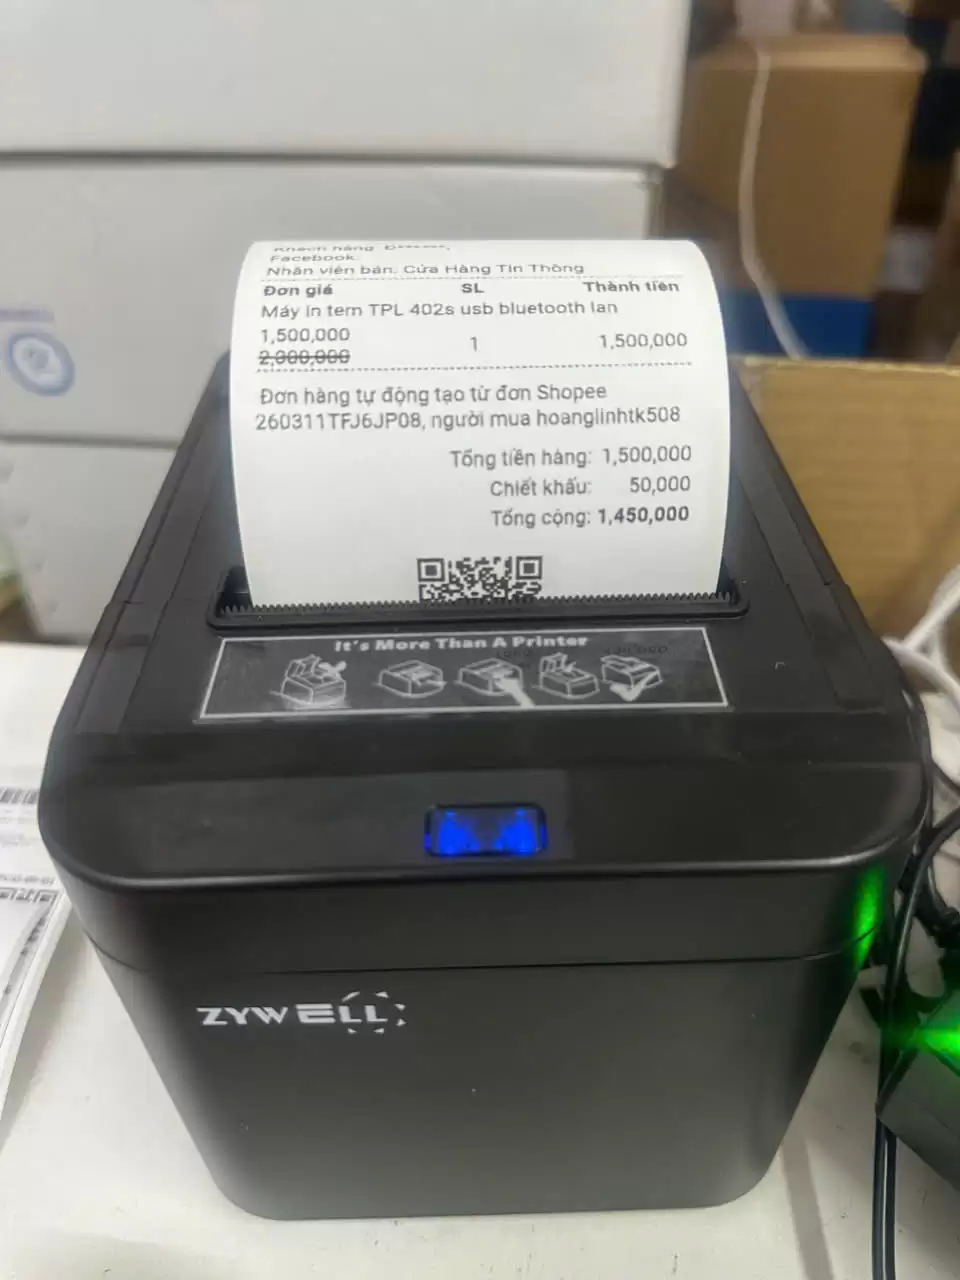 Khách hàng:
Facebook:
Nhân viên bán: Cửa Hàng Tin Thông
Đơn giá SL Thành tiền
Máy in tem TPL 402s usb bluetooth lan
1,500,000
2,000,000 1 1,500,000
Đơn hàng tự động tạo từ đơn Shopee
260311TFJ6JP08, người mua hoanglinhtk508
Tổng tiền hàng: 1,500,000
Chiết khấu: 50,000
Tổng cộng: 1,450,000
It's More Than A Printer
ZYWELL